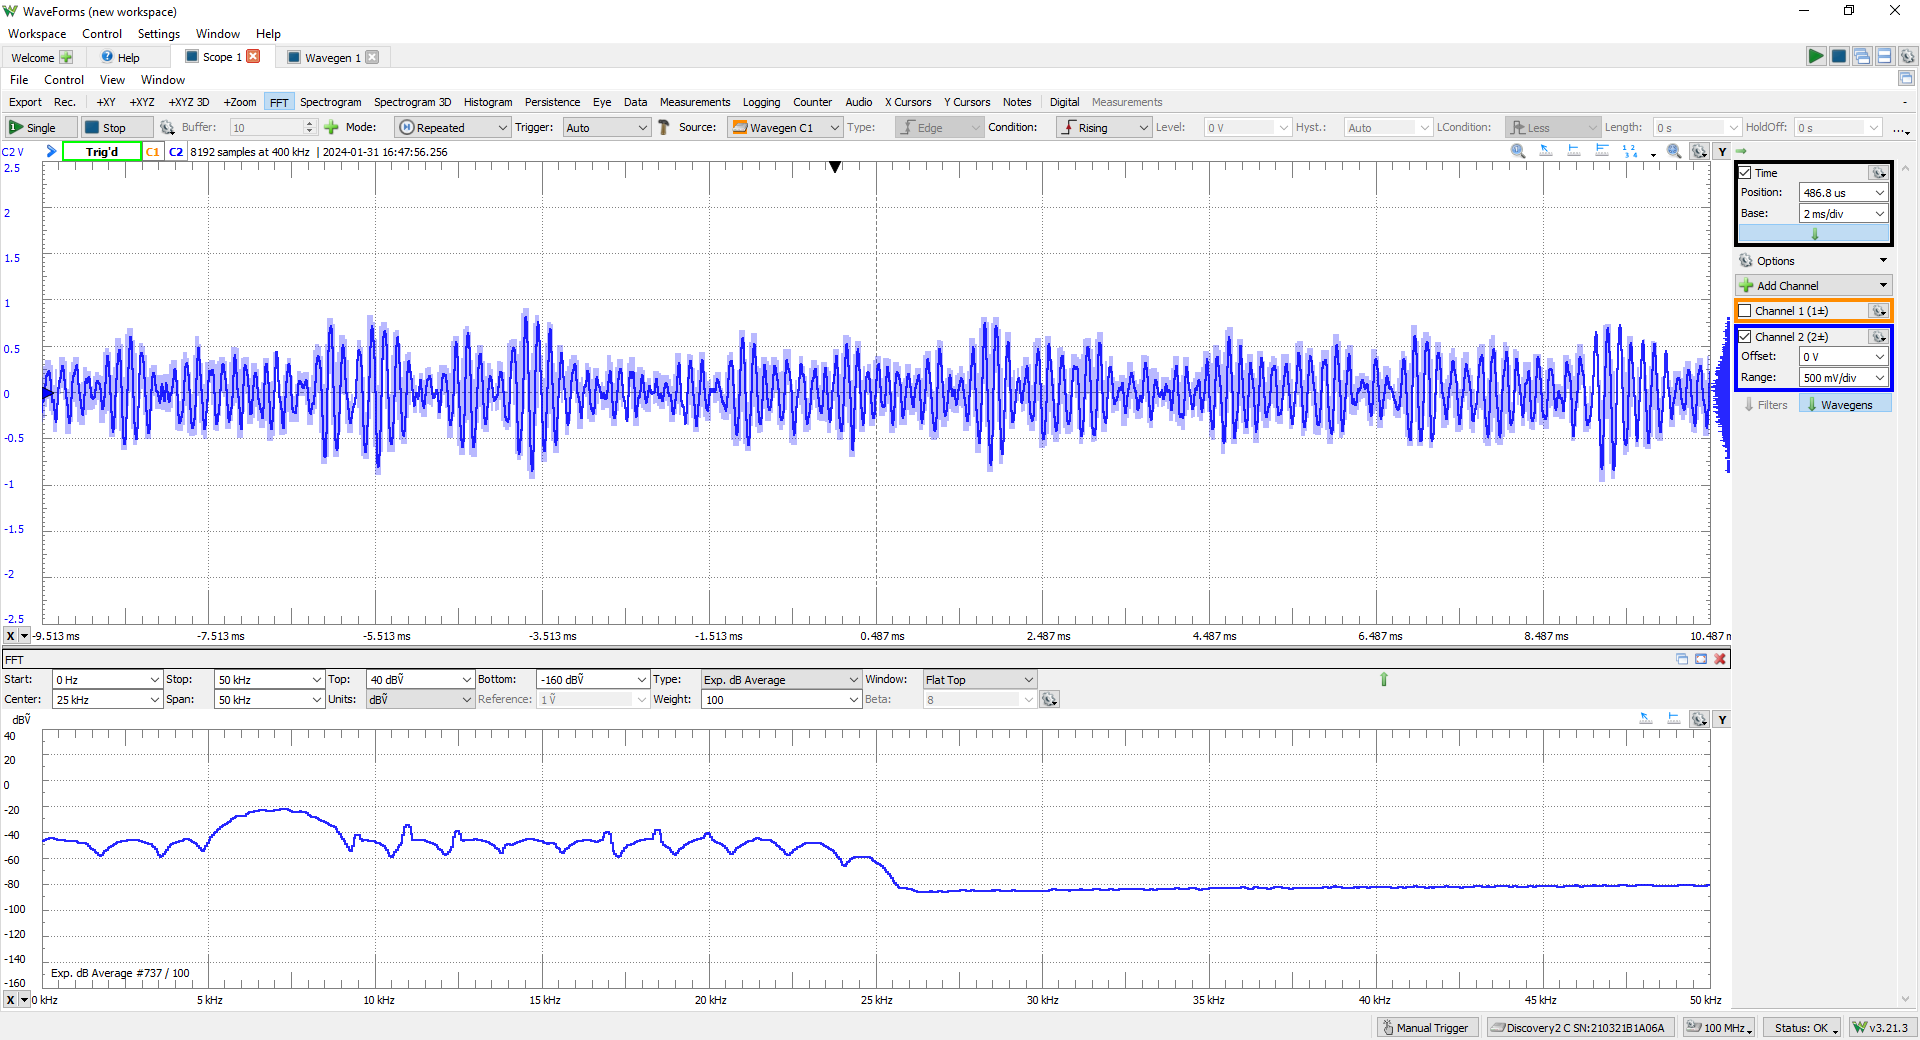 WaveForms (new workspace)
Workspace Control Settings Window Help
Welcome Help Scope 1 Wavegen 1
File Control View Window
Export Rec. +XY +XYZ +XYZ 3D +Zoom FFT Spectrogram Spectrogram 3D Histogram Persistence Eye Data Measurements Logging Counter Audio X Cursors Y Cursors Notes Digital Measurements
Single Stop Buffer: 10 Mode: Repeated Trigger: Auto Source: Wavegen C1 Type: Edge Condition: Rising Level: 0 V Hyst.: Auto LCondition: Less Length: 0 s HoldOff: 0 s ...
C2 V Trig'd C1 C2 8192 samples at 400 kHz | 2024-01-31 16:47:56.256 Y
2.5
2
1.5
1
0.5
0
-0.5
-1
-1.5
-2
-2.5
X -9.513 ms -7.513 ms -5.513 ms -3.513 ms -1.513 ms 0.487 ms 2.487 ms 4.487 ms 6.487 ms 8.487 ms 10.487 m
Time
Position: 486.8 us
Base: 2 ms/div
Options
Add Channel
Channel 1 (1±)
Channel 2 (2±)
Offset: 0 V
Range: 500 mV/div
Filters Wavegens
FFT
Start: 0 Hz Stop: 50 kHz Top: 40 dBṼ Bottom: -160 dBṼ Type: Exp. dB Average Window: Flat Top
Center: 25 kHz Span: 50 kHz Units: dBṼ Reference: 1 Ṽ Weight: 100 Beta: 8
dBṼ Y
40
20
0
-20
-40
-60
-80
-100
-120
-140
-160
Exp. dB Average #737 / 100
X 0 kHz 5 kHz 10 kHz 15 kHz 20 kHz 25 kHz 30 kHz 35 kHz 40 kHz 45 kHz 50 kHz
Manual Trigger Discovery2 C SN:210321B1A06A 100 MHz Status: OK v3.21.3